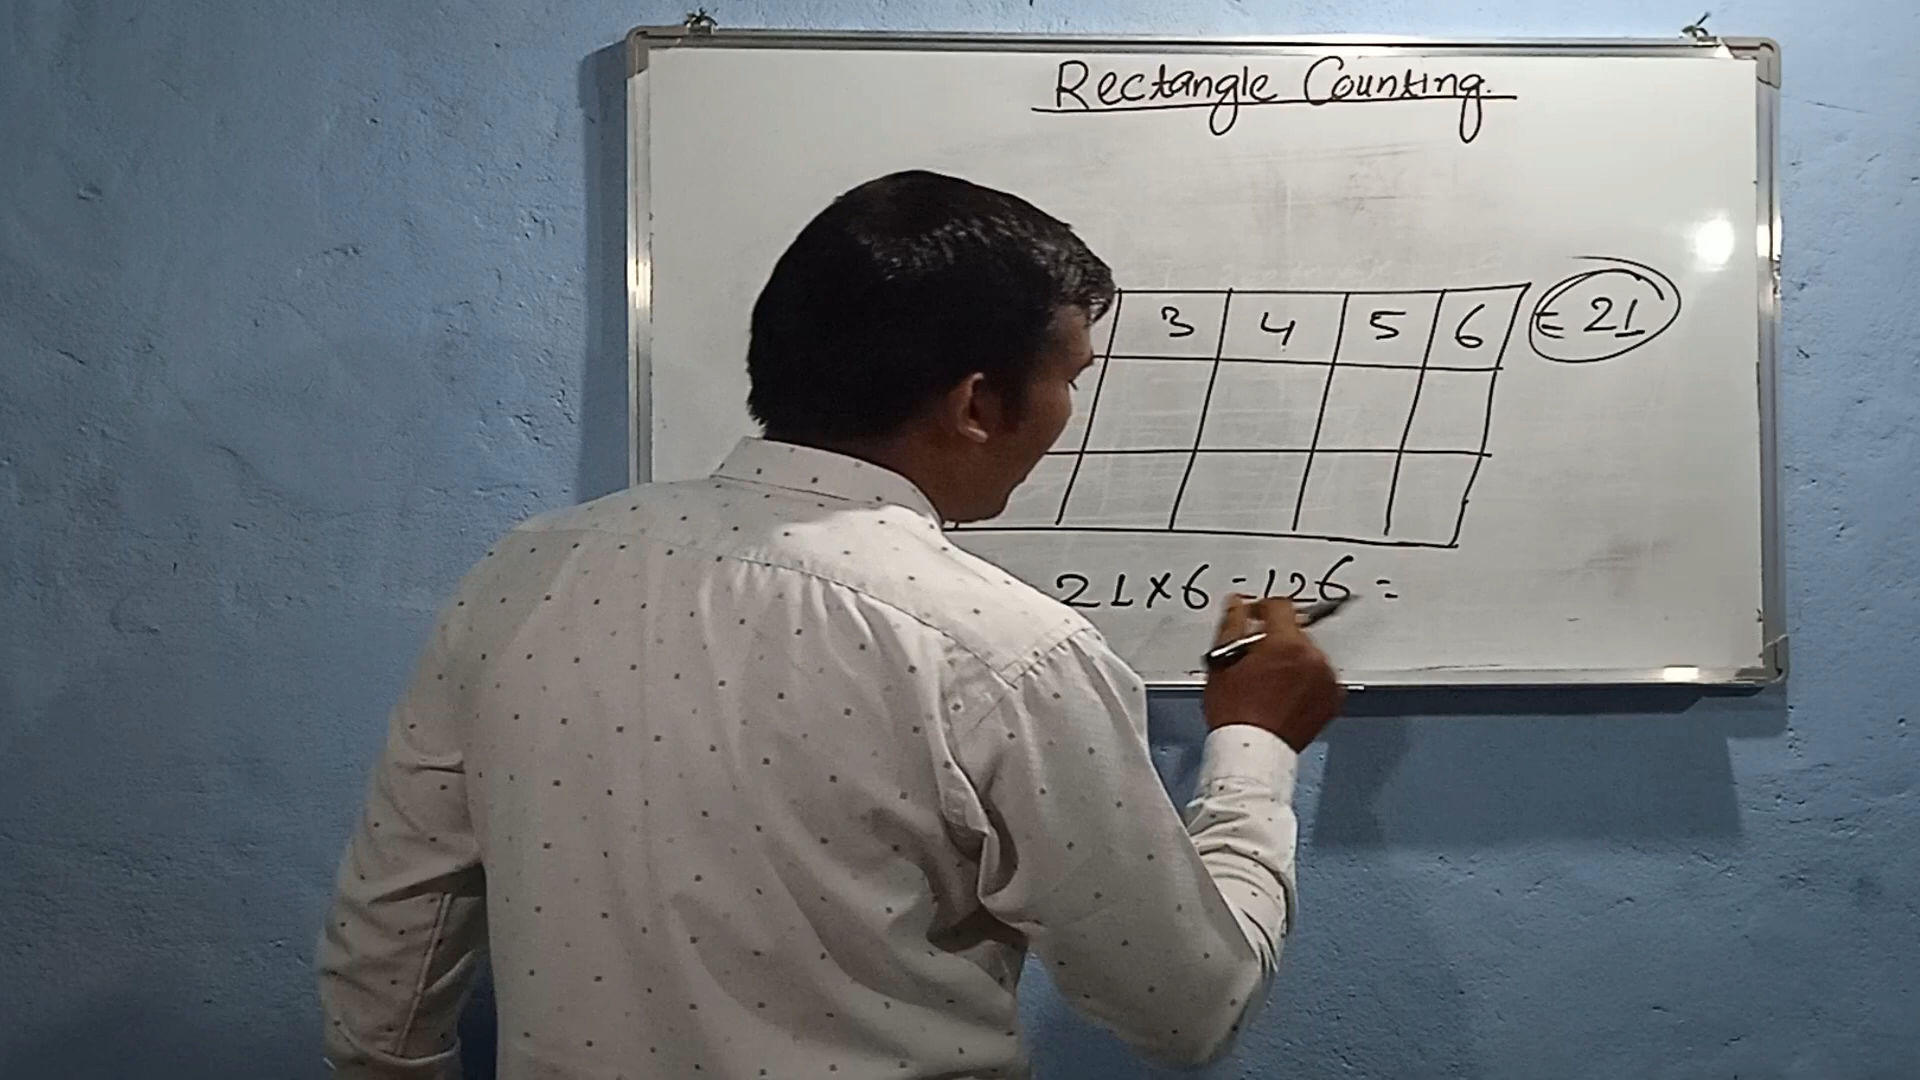 Rectangle Counting.
3 4 5 6 = 21
21 × 6 = 126 =